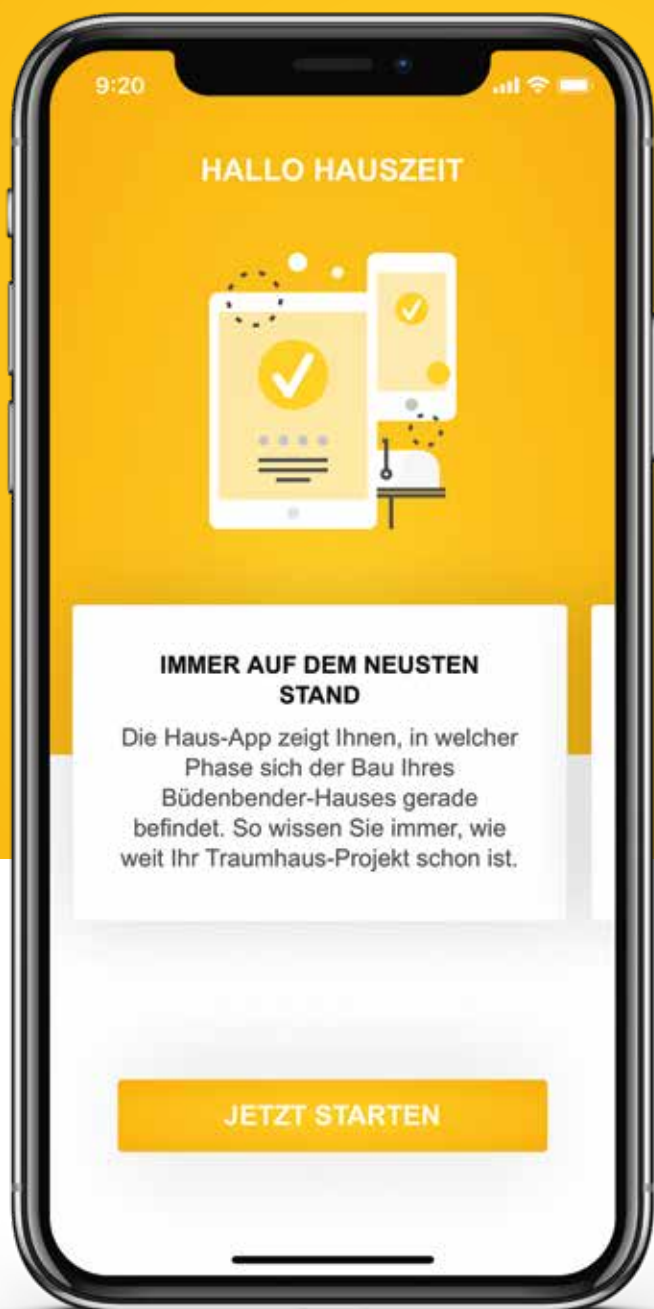 9:20
HALLO HAUSZEIT
IMMER AUF DEM NEUSTEN
STAND
Die Haus-App zeigt Ihnen, in welcher
Phase sich der Bau Ihres
Büdenbender-Hauses gerade
befindet. So wissen Sie immer, wie
weit Ihr Traumhaus-Projekt schon ist.
JETZT STARTEN